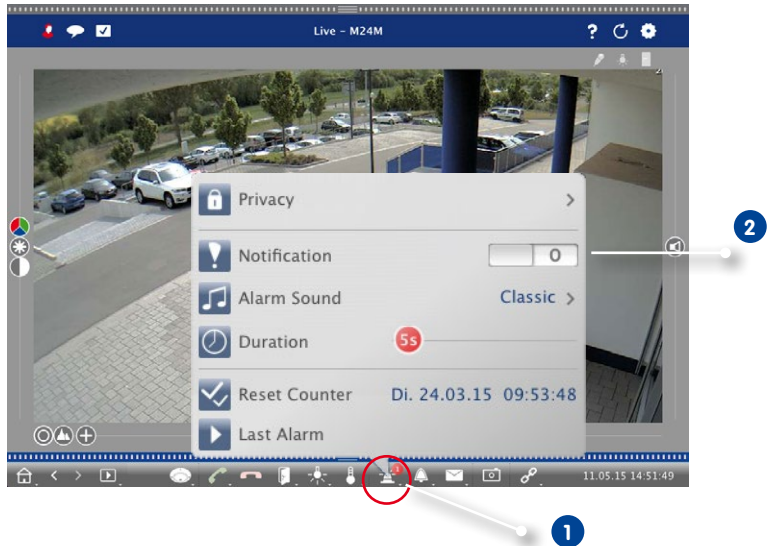 Live – M24M
?
Privacy
Notification
O
Alarm Sound
Classic
Duration
5s
Reset Counter
Di. 24.03.15 09:53:48
Last Alarm
1
11.05.15 14:51:49
2
1